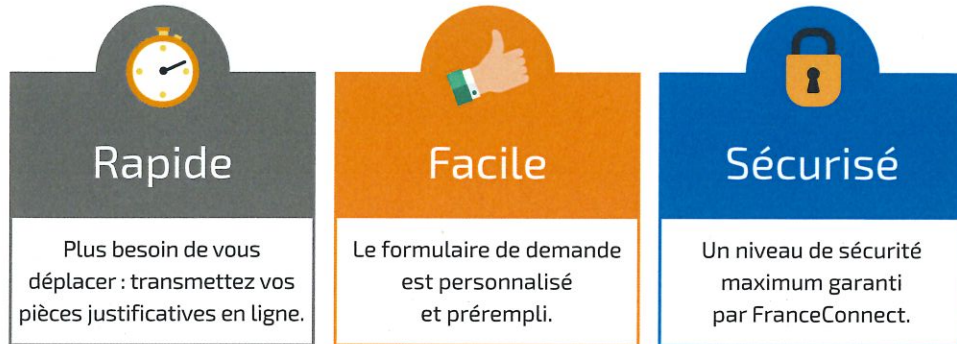 Rapide
Plus besoin de vous
déplacer : transmettez vos
pièces justificatives en ligne.
Facile
Le formulaire de demande
est personnalisé
et prérempli.
Sécurisé
Un niveau de sécurité
maximum garanti
par FranceConnect.